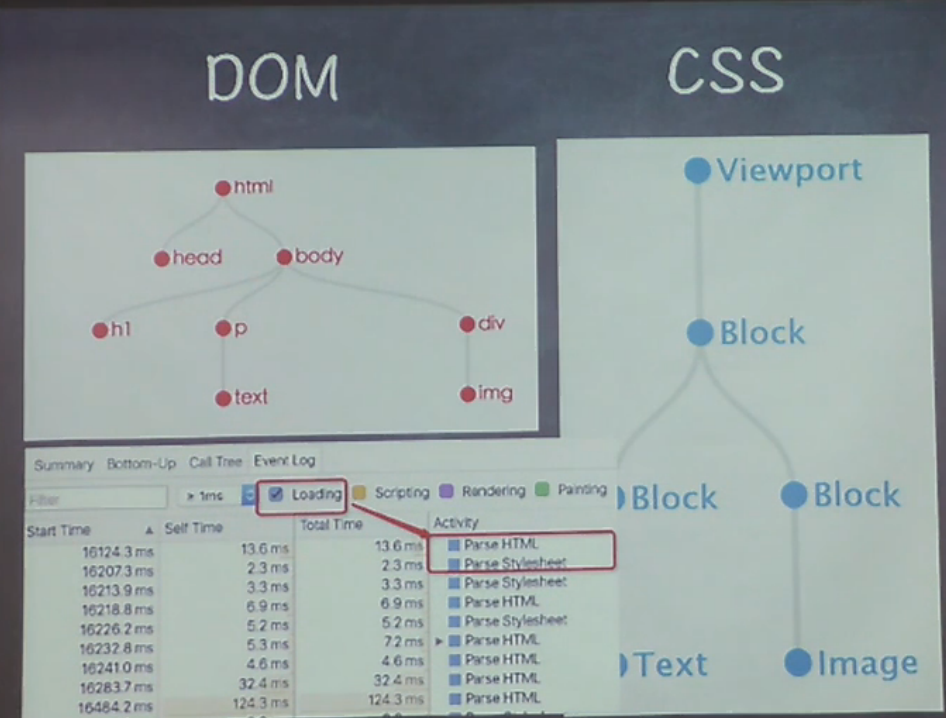 DOM
CSS
html
head
body
h1
p
div
text
img
Viewport
Block
Block
Block
Text
Image
Summary Bottom-Up Call Tree Event Log
Filter ≥ 1ms Loading Scripting Rendering Painting
Start Time Self Time Total Time Activity
16124.3 ms 13.6 ms 13.6 ms Parse HTML
16207.3 ms 2.3 ms 2.3 ms Parse Stylesheet
16213.9 ms 3.3 ms 3.3 ms Parse Stylesheet
16218.8 ms 6.9 ms 6.9 ms Parse HTML
16226.2 ms 5.2 ms 5.2 ms Parse Stylesheet
16232.8 ms 5.3 ms 7.2 ms Parse HTML
16241.0 ms 4.6 ms 4.6 ms Parse HTML
16283.7 ms 32.4 ms 32.4 ms Parse HTML
16484.2 ms 124.3 ms 124.3 ms Parse HTML